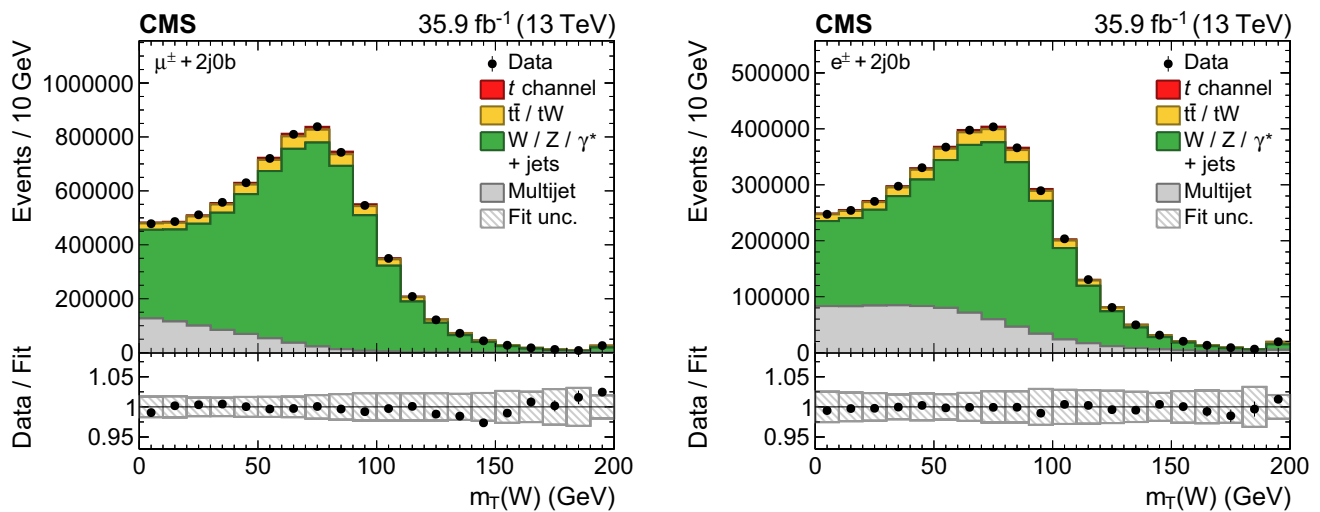 CMS 35.9 fb⁻¹ (13 TeV)
Events / 10 GeV
1000000
800000
600000
400000
200000
0
μ± + 2j0b
Data
t channel
tt̄ / tW
W / Z / γ*
+ jets
Multijet
Fit unc.
Data / Fit
1.05
1
0.95
0 50 100 150 200
m_T(W) (GeV)
CMS 35.9 fb⁻¹ (13 TeV)
Events / 10 GeV
500000
400000
300000
200000
100000
0
e± + 2j0b
Data
t channel
tt̄ / tW
W / Z / γ*
+ jets
Multijet
Fit unc.
Data / Fit
1.05
1
0.95
0 50 100 150 200
m_T(W) (GeV)